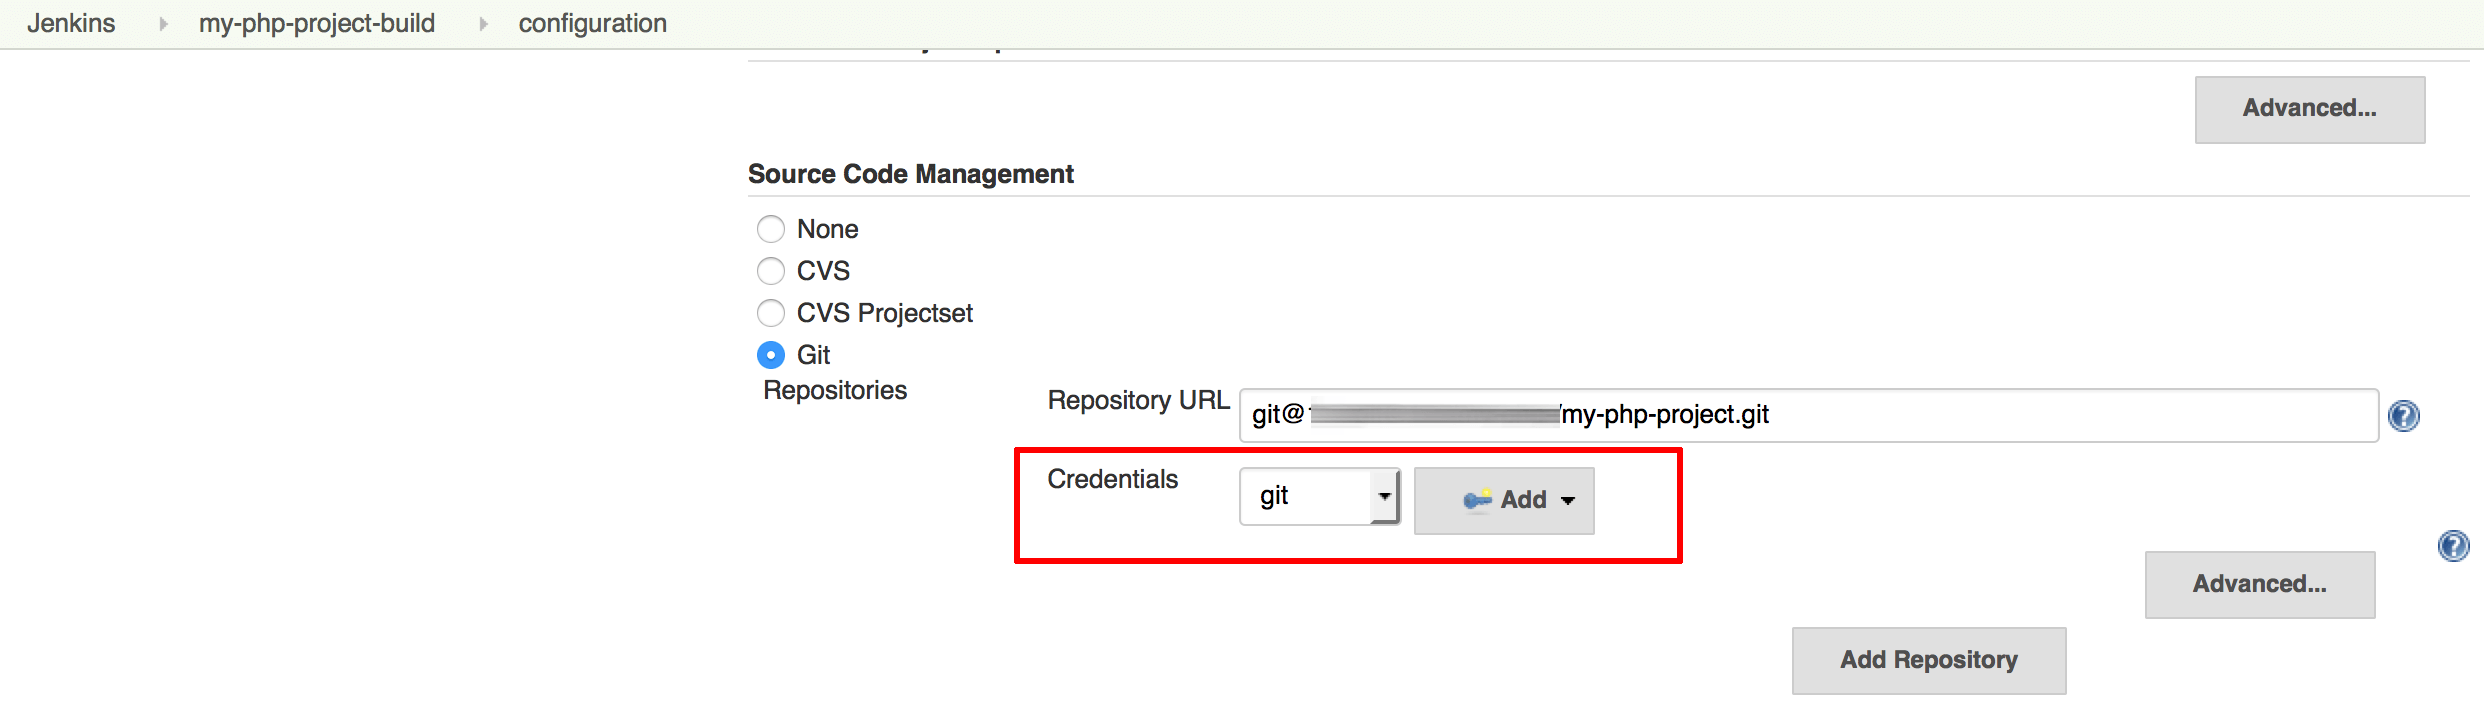 Jenkins my-php-project-build configuration
Advanced...
Source Code Management
None
CVS
CVS Projectset
Git
Repositories
Repository URL git@ /my-php-project.git
Credentials git Add
Advanced...
Add Repository